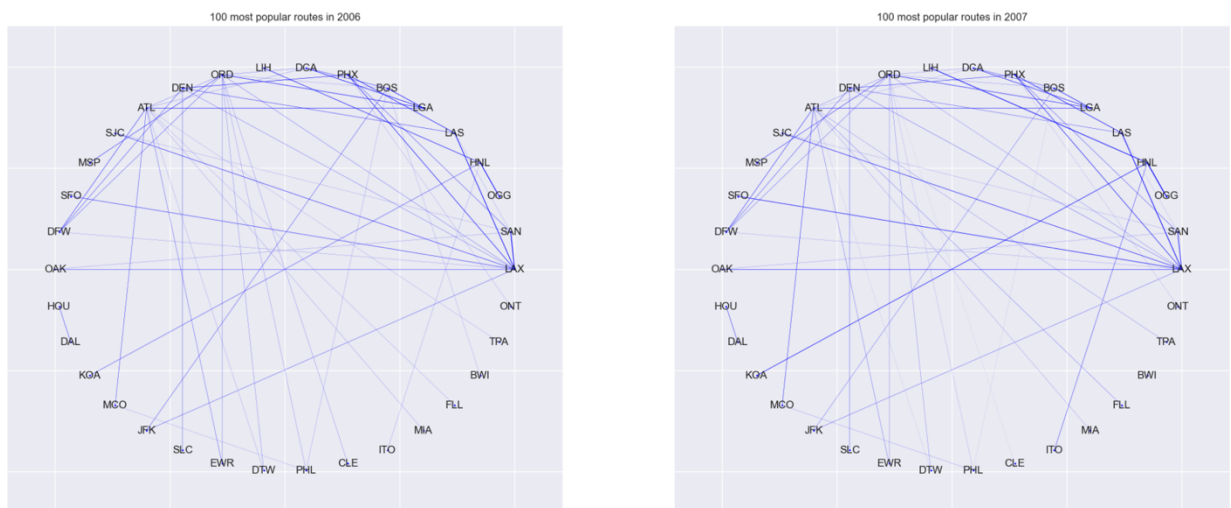 100 most popular routes in 2006
ORD LIH DCA PHX
DEN BOS
ATL LGA
SJC LAS
MSP HNL
SFO OGG
DFW SAN
OAK LAX
HOU ONT
DAL TPA
KOA BWI
MCO FLL
JFK MIA
SLC ITO
EWR DTW PHL CLE
100 most popular routes in 2007
ORD LIH DCA PHX
DEN BOS
ATL LGA
SJC LAS
MSP HNL
SFO OGG
DFW SAN
OAK LAX
HOU ONT
DAL TPA
KOA BWI
MCO FLL
JFK MIA
SLC ITO
EWR DTW PHL CLE